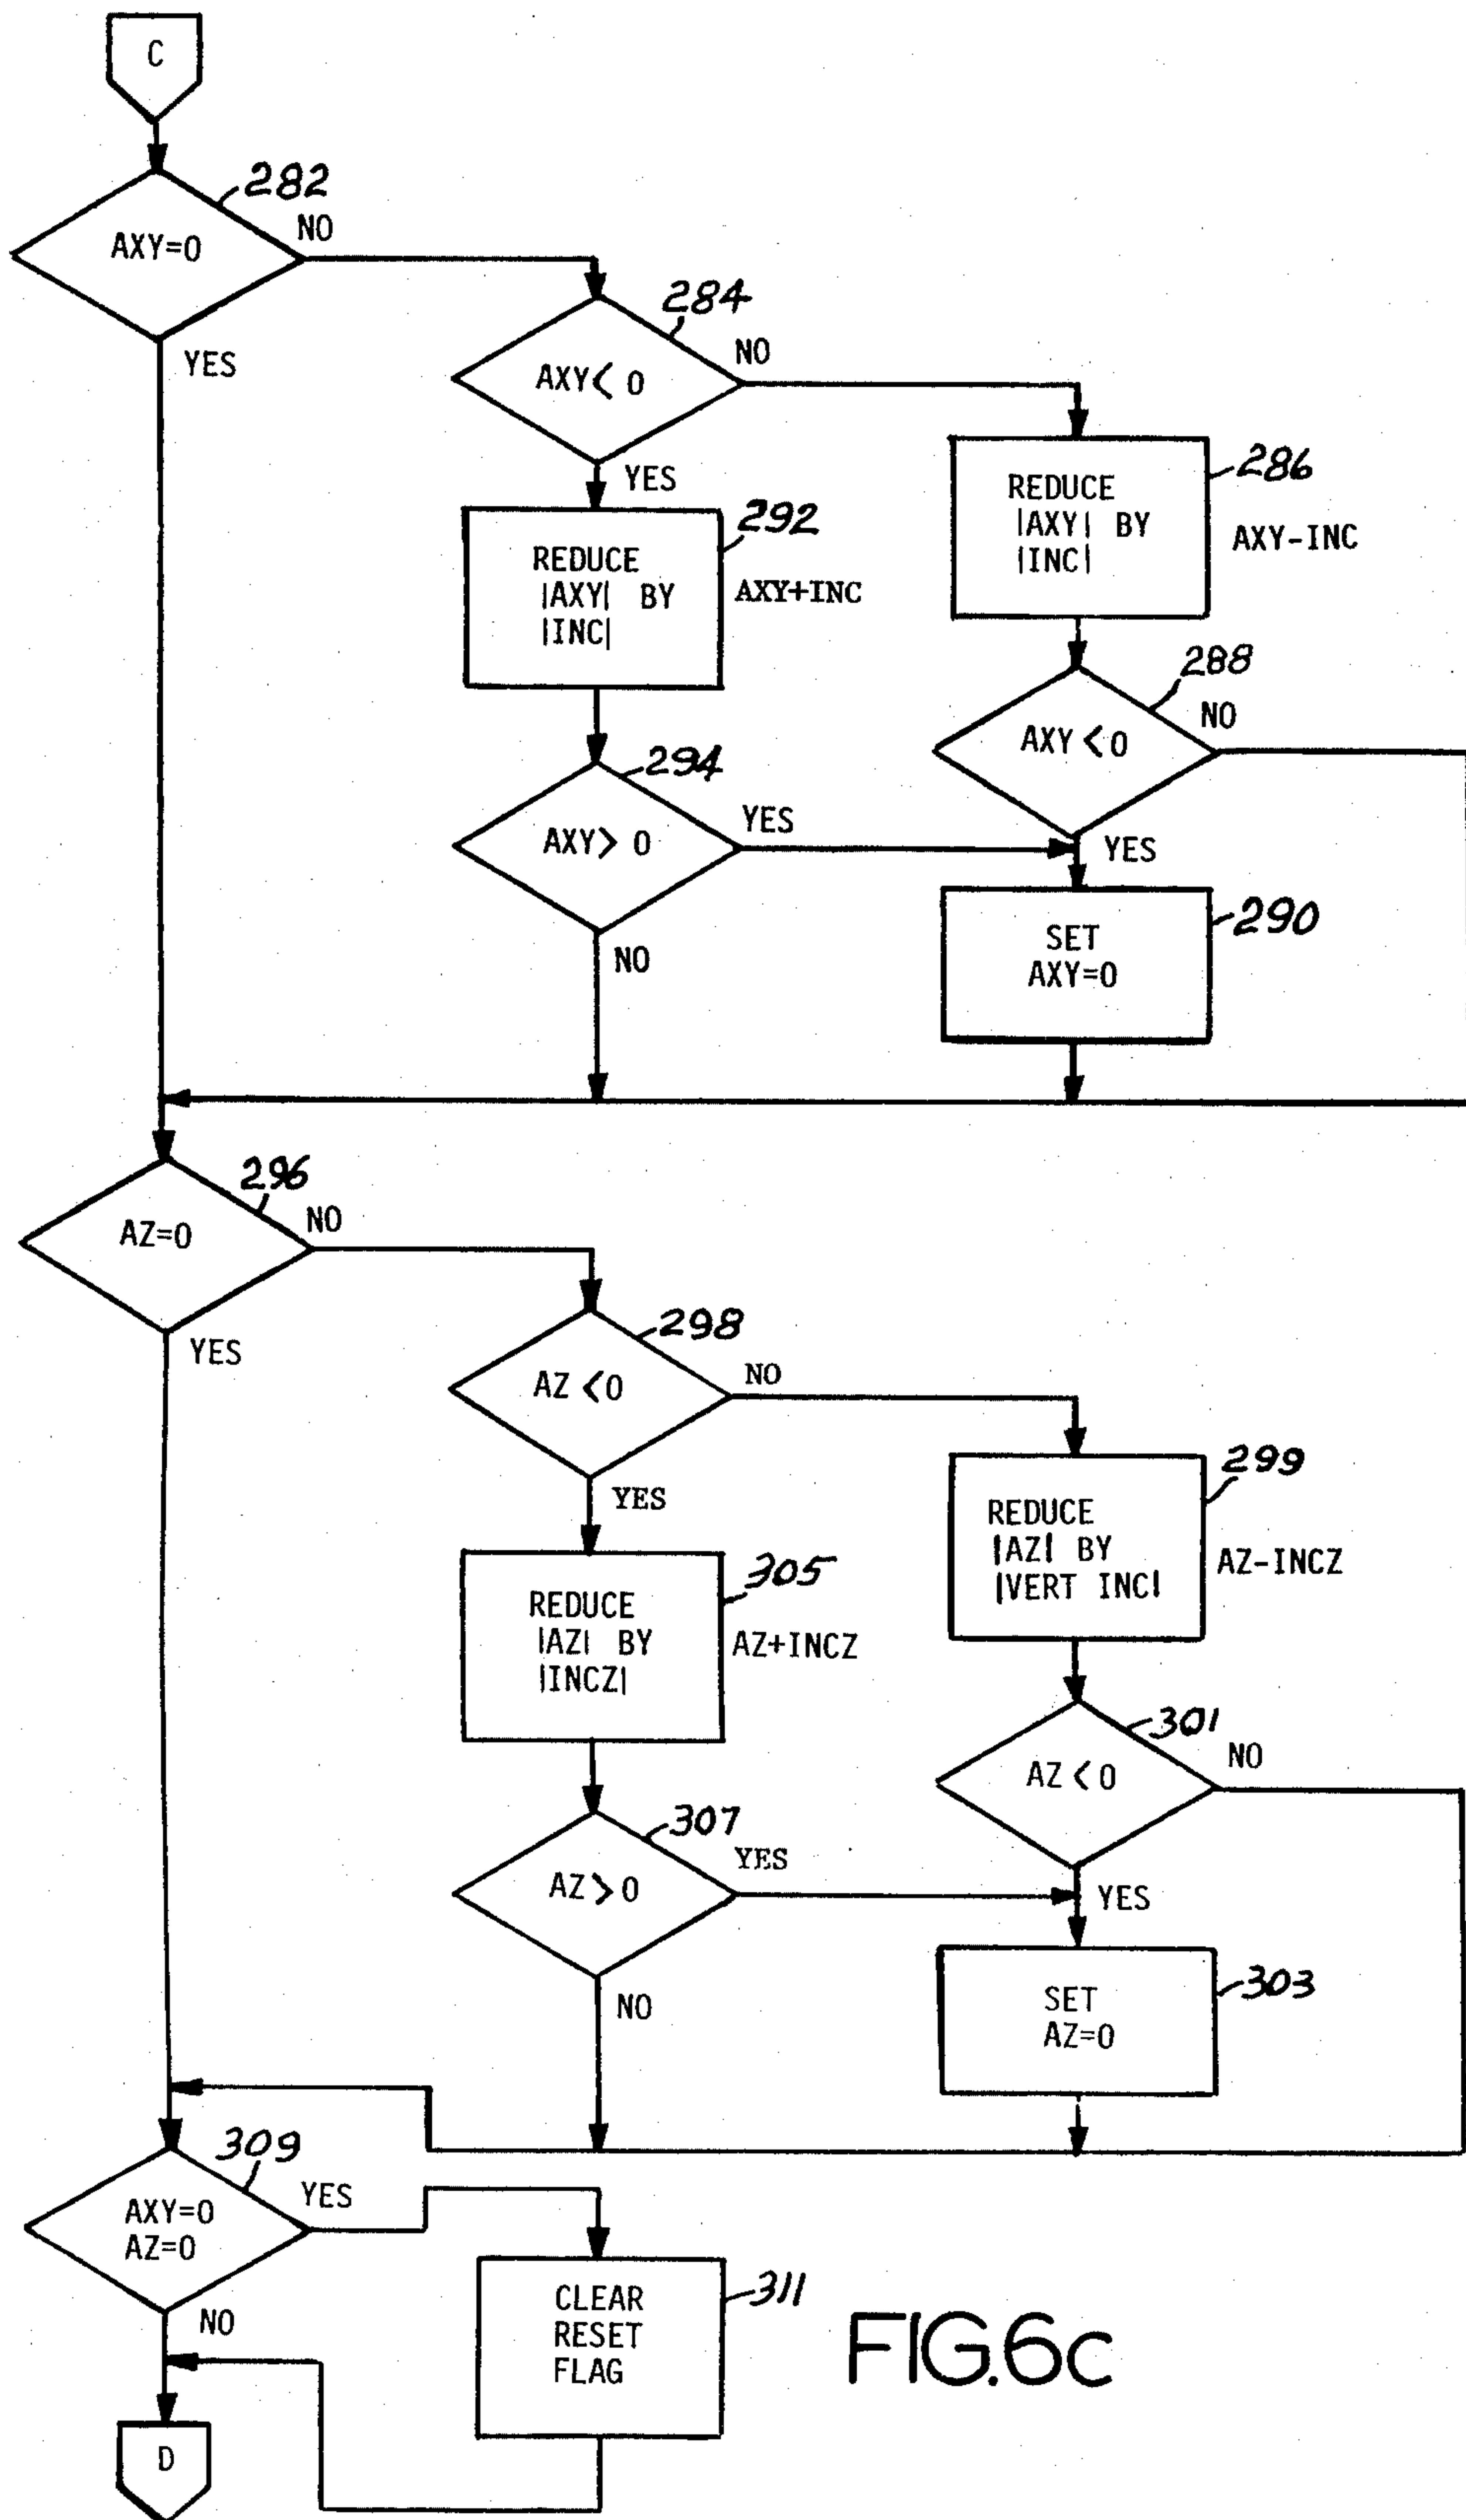 C
282
AXY=0
NO
YES
284
AXY< 0
NO
YES
286
REDUCE
|AXY| BY
|INC|
AXY-INC
292
REDUCE
|AXY| BY
|INC|
AXY+INC
288
AXY <0
NO
YES
294
AXY> 0
YES
NO
290
SET
AXY=0
296
AZ=0
NO
YES
298
AZ <0
NO
YES
299
REDUCE
|AZ| BY
|VERT INC|
AZ-INCZ
305
REDUCE
|AZ| BY
|INCZ|
AZ+INCZ
301
AZ <0
NO
YES
307
AZ >0
YES
NO
303
SET
AZ=0
309
AXY=0
AZ=0
YES
NO
311
CLEAR
RESET
FLAG
D
FIG.6c